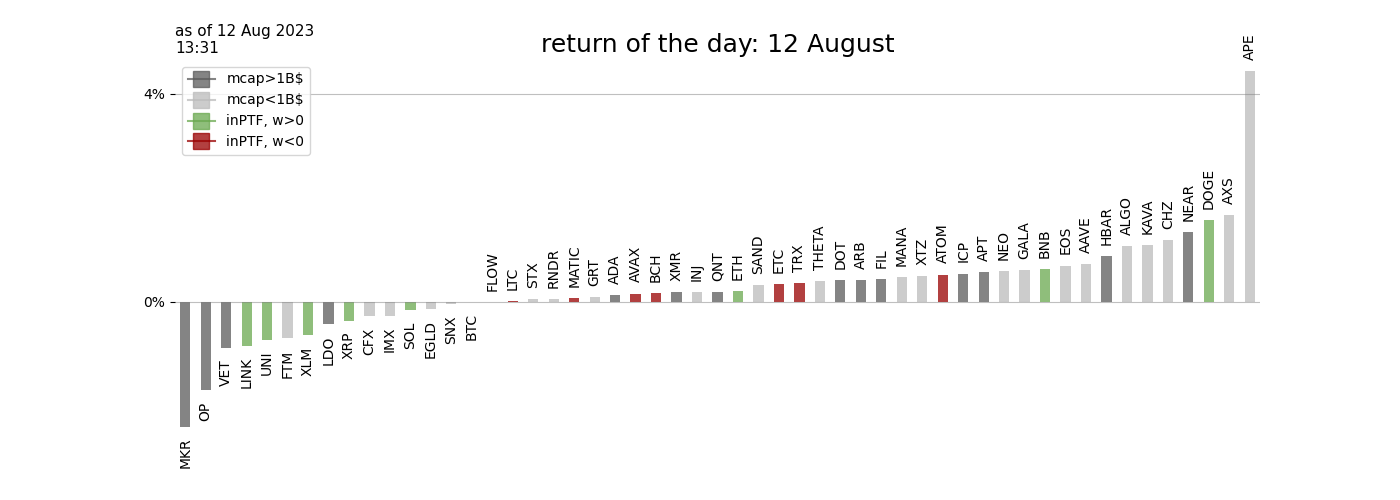 as of 12 Aug 2023
13:31
return of the day: 12 August
mcap>1B$
mcap<1B$
inPTF, w>0
inPTF, w<0
4%
0%
MKR
OP
VET
LINK
UNI
FTM
XLM
LDO
XRP
CFX
IMX
SOL
EGLD
SNX
BTC
FLOW
LTC
STX
RNDR
MATIC
GRT
ADA
AVAX
BCH
XMR
INJ
QNT
ETH
SAND
ETC
TRX
THETA
DOT
ARB
FIL
MANA
XTZ
ATOM
ICP
APT
NEO
GALA
BNB
EOS
AAVE
HBAR
ALGO
KAVA
CHZ
NEAR
DOGE
AXS
APE